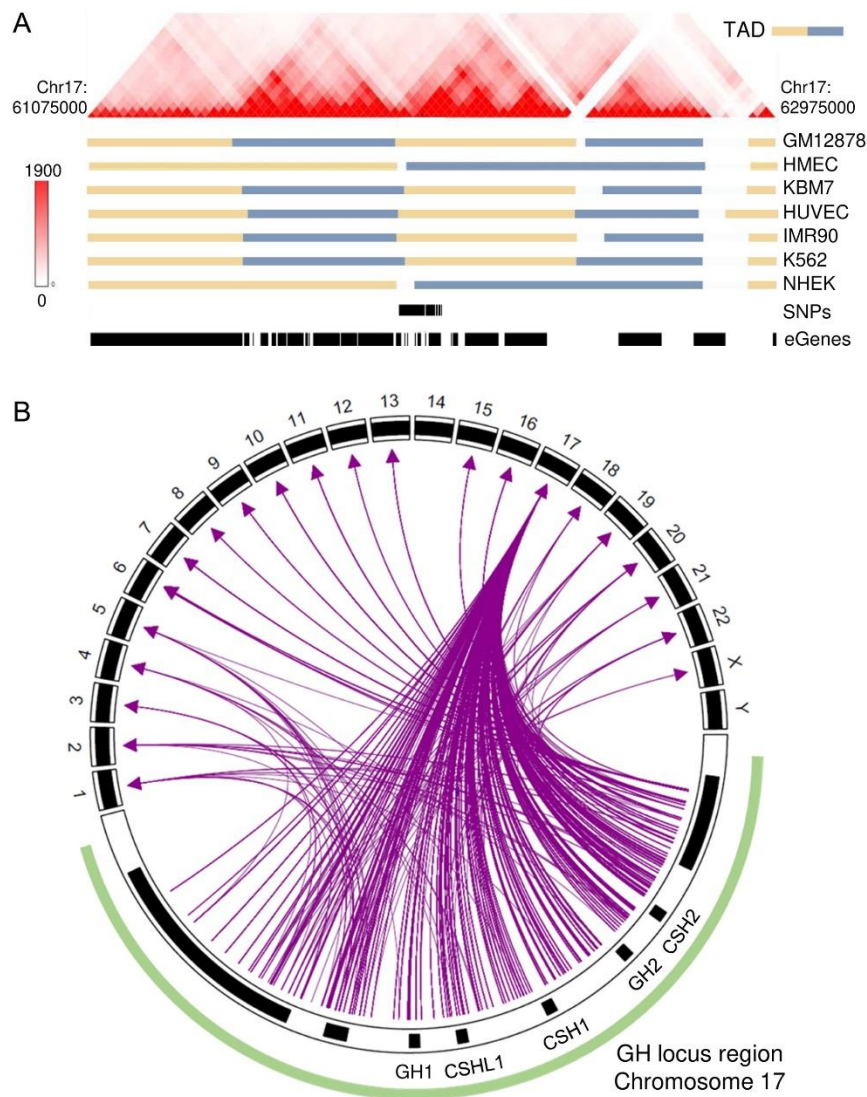 A
TAD
Chr17:
61075000
Chr17:
62975000
GM12878
HMEC
KBM7
HUVEC
IMR90
K562
NHEK
SNPs
eGenes
1900
0
0
B
1
2
3
4
5
6
7
8
9
10
11
12
13
14
15
16
17
18
19
20
21
22
X
Y
GH1
CSHL1
CSH1
GH2
CSH2
GH locus region
Chromosome 17